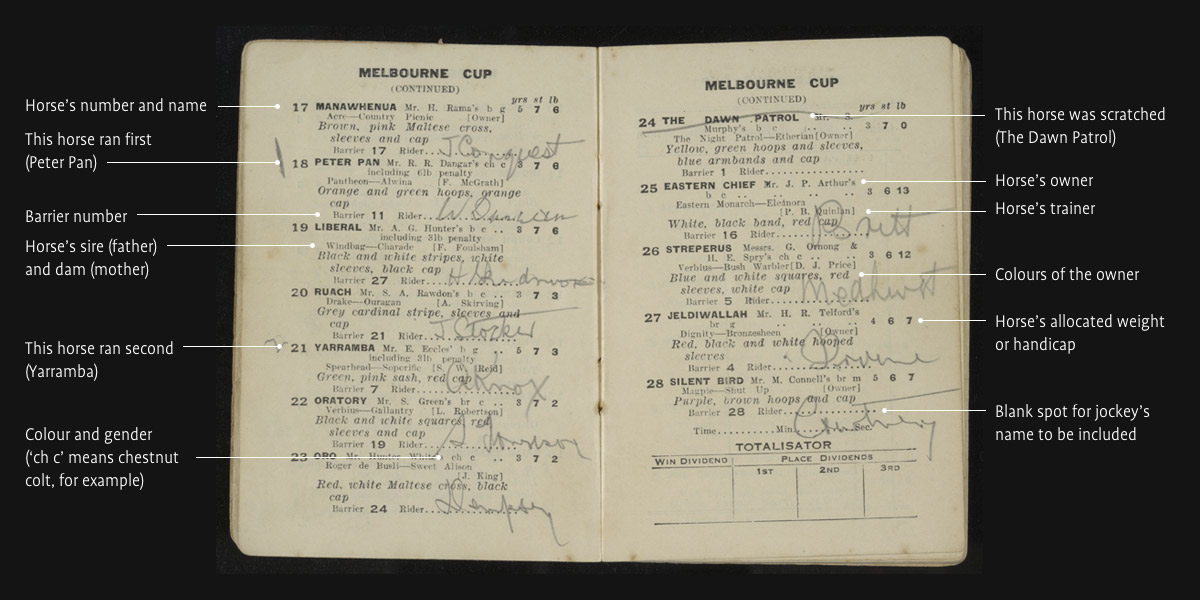 Horse's number and name
This horse ran first
(Peter Pan)
Barrier number
Horse's sire (father)
and dam (mother)
This horse ran second
(Yarramba)
Colour and gender
('ch c' means chestnut
colt, for example)
MELBOURNE CUP
(CONTINUED)
yrs st lb
17 MANAWHENUA Mr. H. Rama's b g 5 7 6
Acre—Country Picnic [Owner]
Brown, pink Maltese cross,
sleeves and cap
Barrier 17 Rider J Conquest
18 PETER PAN Mr. R. R. Dangar's ch c 3 7 6
including 6lb penalty
Pantheon—Alwina [F. McGrath]
Orange and green hoops, orange
cap
Barrier 11 Rider W Duncan
19 LIBERAL Mr. A. G. Hunter's b c .. 3 7 6
including 3lb penalty
Windbag—Charade [F. Foulsham]
Black and white stripes, white
sleeves, black cap
Barrier 27 Rider
20 RUACH Mr. S. A. Rawdon's b c .. 3 7 3
Drake—Ouragan [A. Skirving]
Grey cardinal stripe, sleeves and
cap
Barrier 21 Rider J Stocker
21 YARRAMBA Mr. E. Eccles' b g .. 5 7 3
including 3lb penalty
Spearhead—Soporific [S. W. Reid]
Green, pink sash, red cap
Barrier 7 Rider A Knox
22 ORATORY Mr. S. Green's br c .. 3 7 2
Verbius—Gallantry [L. Robertson]
Black and white squares, red
sleeves and cap
Barrier 19 Rider
23 ORO Mr. Hunter White's ch c .. 3 7 2
Roger de Busli—Sweet Alison
[J. King]
Red, white Maltese cross, black
cap
Barrier 24 Rider Dempsey
MELBOURNE CUP
(CONTINUED)
yrs st lb
24 THE DAWN PATROL Mr. S.
Murphy's b c .. .. .. 3 7 0
The Night Patrol—Etherian [Owner]
Yellow, green hoops and sleeves,
blue armbands and cap
Barrier 1 Rider
25 EASTERN CHIEF Mr. J. P. Arthur's
b c .. .. .. .. 3 6 13
Eastern Monarch—Eleanora
[P. B. Quinlan]
White, black band, red cap
Barrier 16 Rider Britt
26 STREPERUS Messrs. G. Ornong &
H. E. Spry's ch c .. .. 3 6 12
Verbius—Bush Warbler [D. J. Price]
Blue and white squares, red
sleeves, white cap
Barrier 5 Rider Medhurst
27 JELDIWALLAH Mr. H. R. Telford's
br g .. .. .. .. 4 6 7
Dignity—Bronzesheen [Owner]
Red, black and white hooped
sleeves
Barrier 4 Rider
28 SILENT BIRD Mr. M. Connell's br m 5 6 7
Magpie—Shut Up [Owner]
Purple, brown hoops and cap
Barrier 28 Rider
Time Min. Sec.
TOTALISATOR
WIN DIVIDEND PLACE DIVIDENDS
1ST 2ND 3RD
This horse was scratched
(The Dawn Patrol)
Horse's owner
Horse's trainer
Colours of the owner
Horse's allocated weight
or handicap
Blank spot for jockey's
name to be included